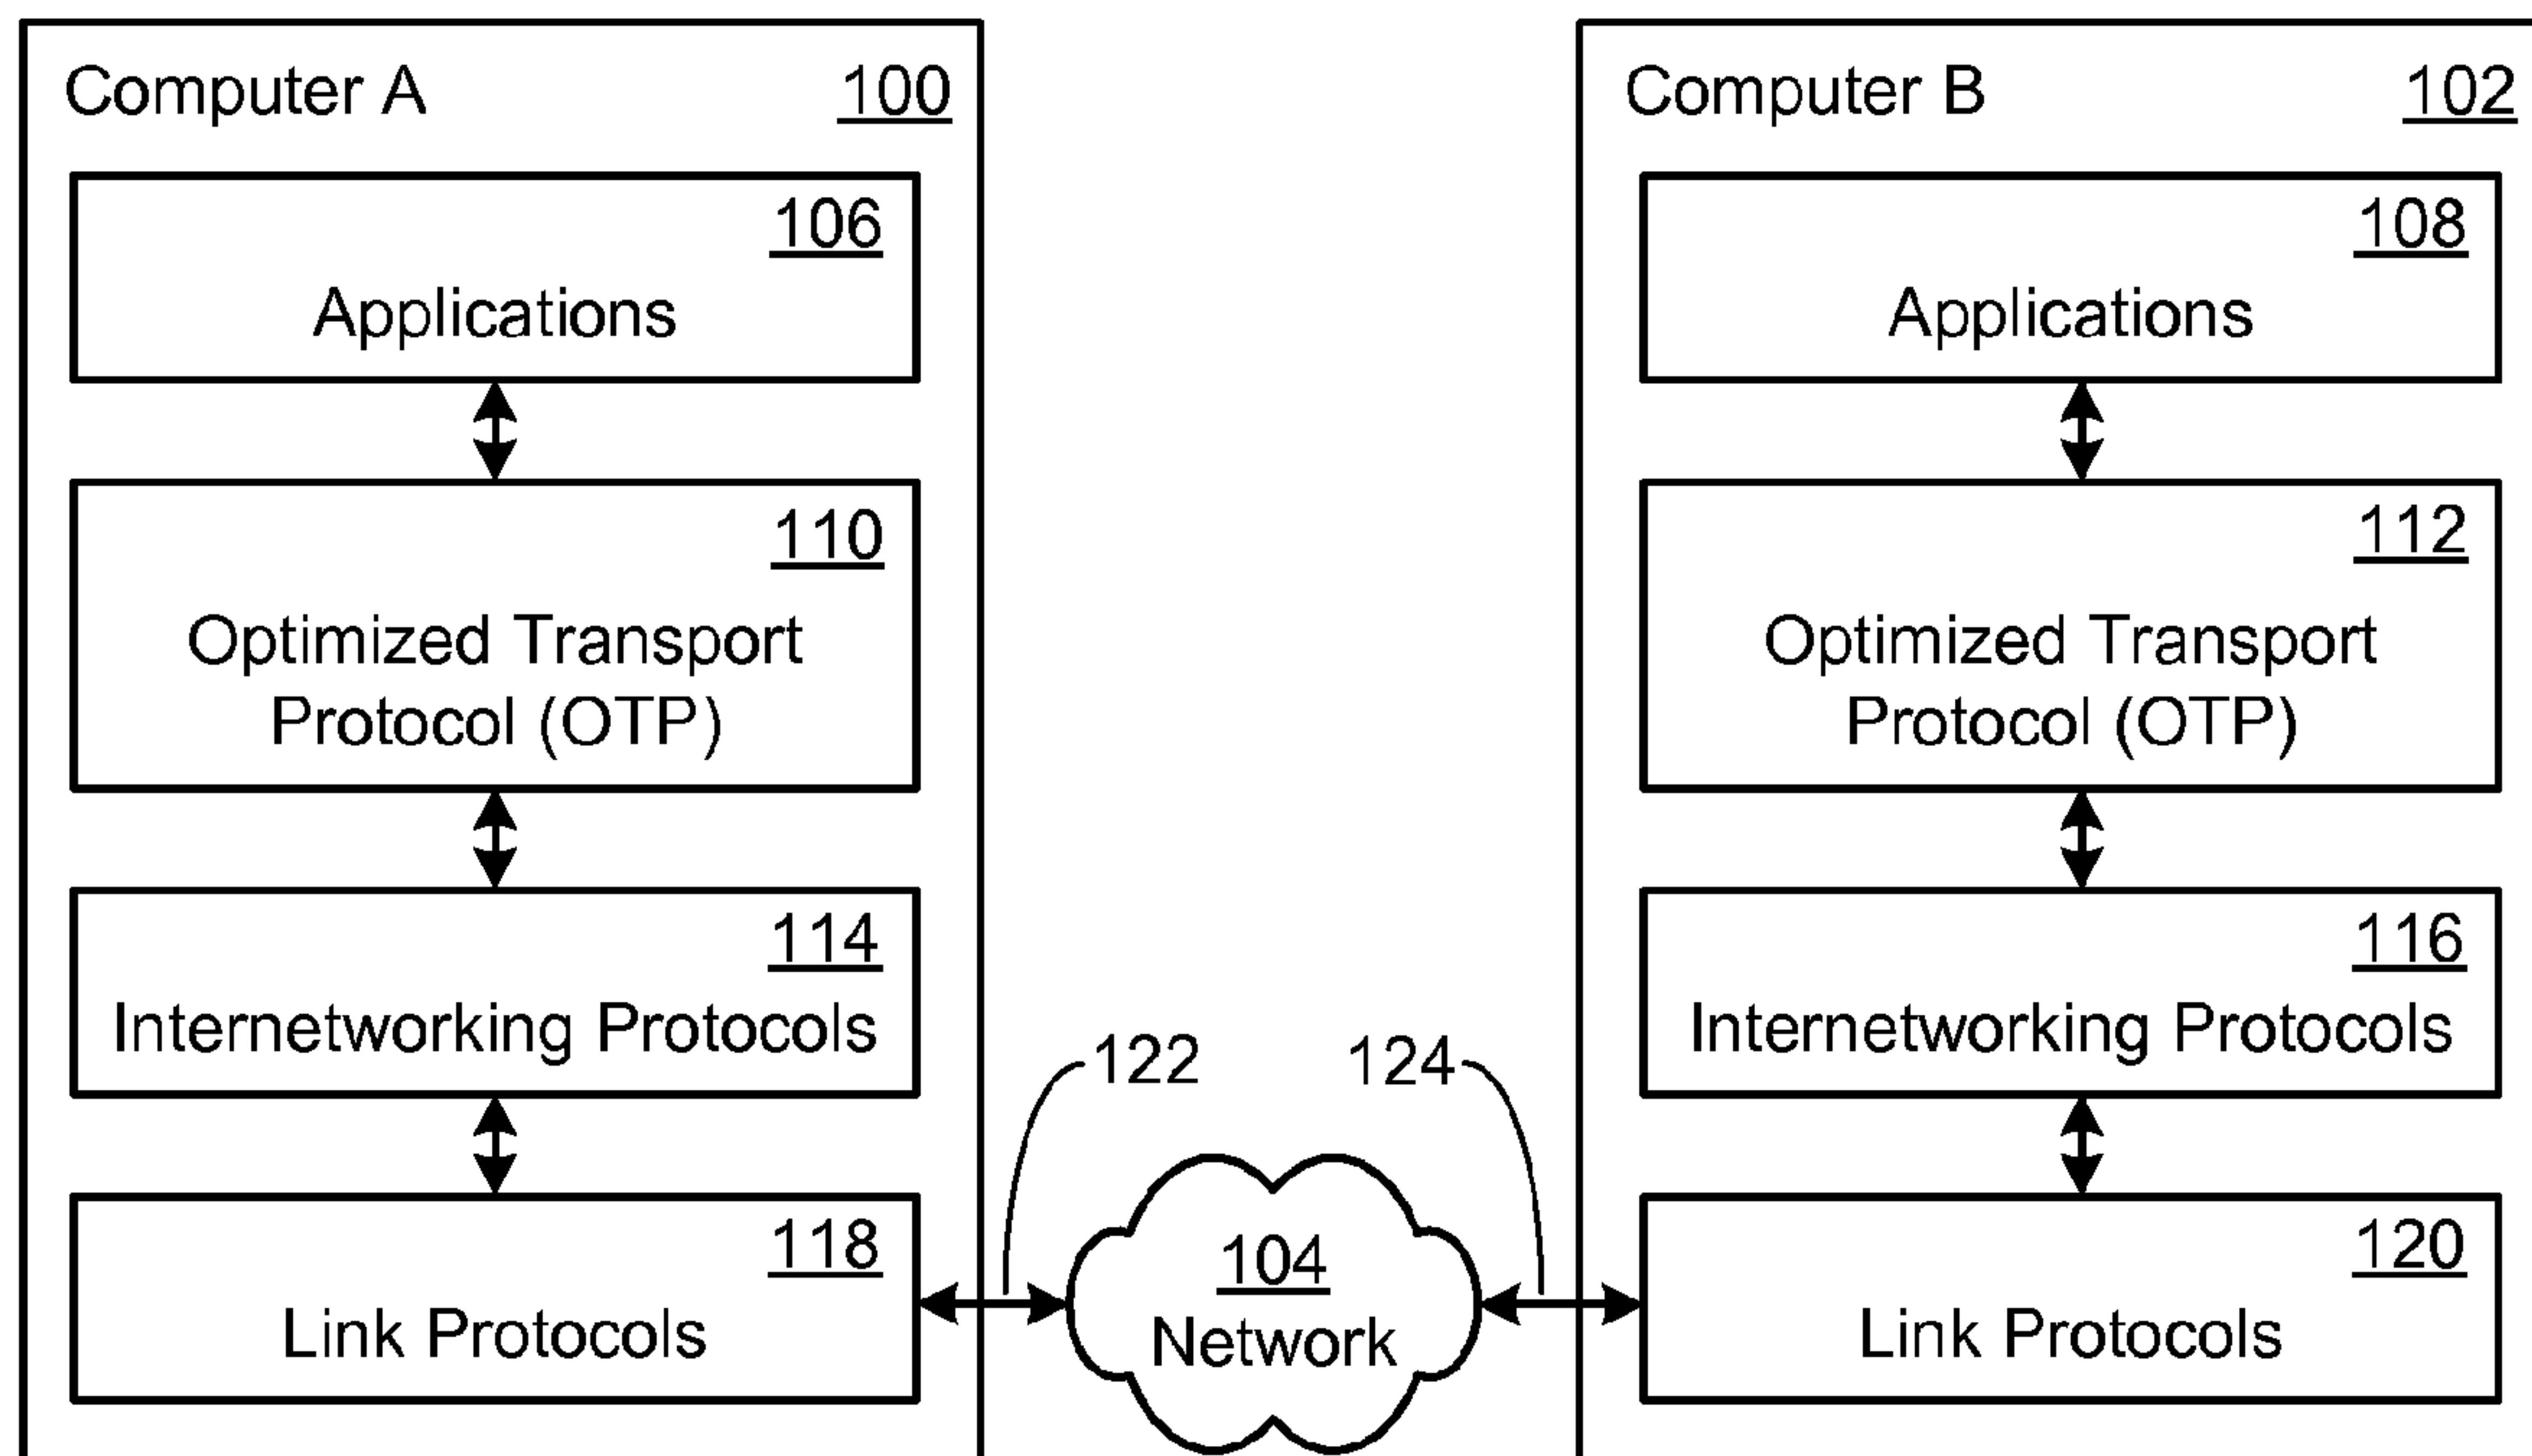 Computer A 100
106
Applications
110
Optimized Transport
Protocol (OTP)
114
Internetworking Protocols
118
Link Protocols
122
104
Network
124
Computer B 102
108
Applications
112
Optimized Transport
Protocol (OTP)
116
Internetworking Protocols
120
Link Protocols